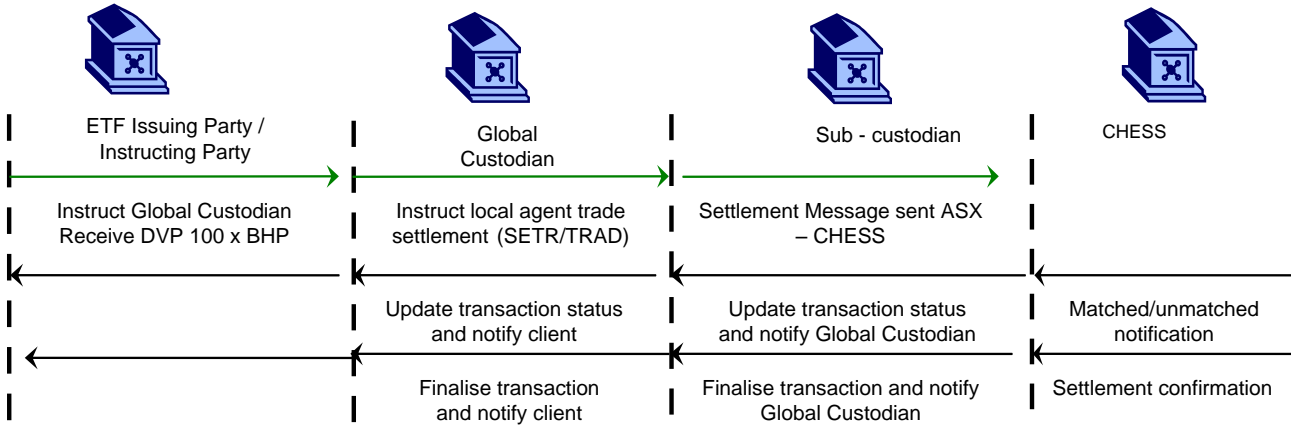 ETF Issuing Party /
Instructing Party
Global
Custodian
Sub - custodian
CHESS
Instruct Global Custodian
Receive DVP 100 x BHP
Instruct local agent trade
settlement (SETR/TRAD)
Settlement Message sent ASX
– CHESS
Update transaction status
and notify client
Update transaction status
and notify Global Custodian
Matched/unmatched
notification
Finalise transaction
and notify client
Finalise transaction and notify
Global Custodian
Settlement confirmation